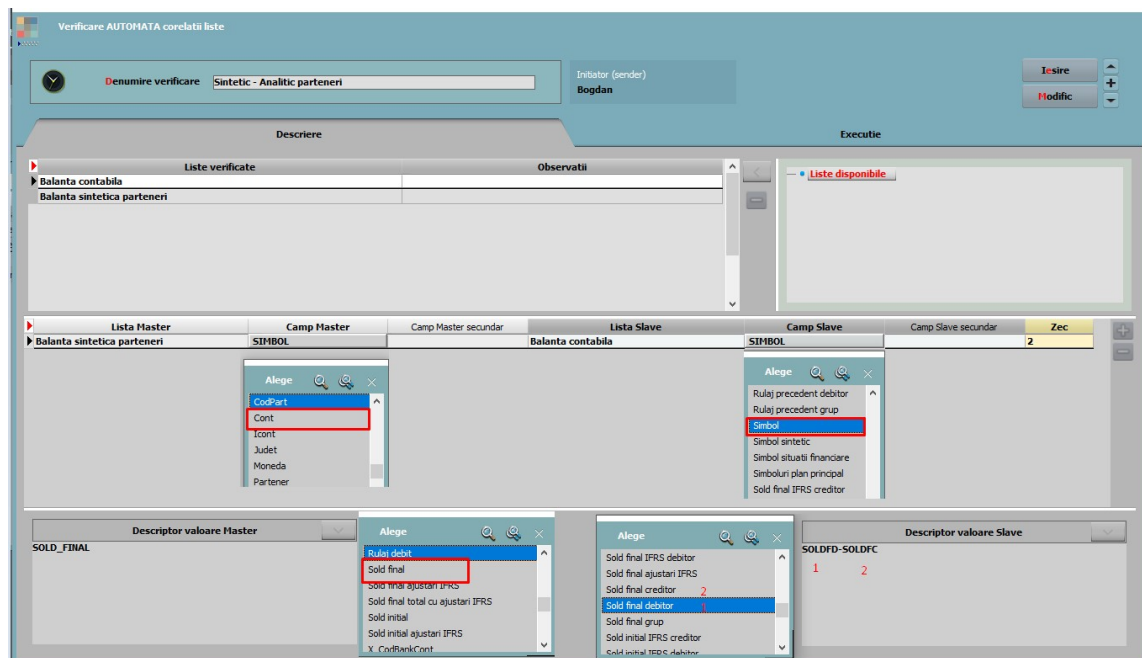 Verificare AUTOMATA corelatii liste
Denumire verificare Sintetic - Analitic parteneri
Initiator (sender)
Bogdan
Iesire
Modific
Descriere Executie
Liste verificate Observatii
Balanta contabila
Balanta sintetica parteneri
Liste disponibile
Lista Master Camp Master Camp Master secundar Lista Slave Camp Slave Camp Slave secundar Zec
Balanta sintetica parteneri SIMBOL Balanta contabila SIMBOL 2
Alege
CodPart
Cont
Icont
Judet
Moneda
Partener
Alege
Rulaj precedent debitor
Rulaj precedent grup
Simbol
Simbol sintetic
Simbol situatii financiare
Simboluri plan principal
Sold final IFRS creditor
Descriptor valoare Master
SOLD_FINAL
Alege
Rulaj debit
Sold final
Sold final ajustari IFRS
Sold final total cu ajustari IFRS
Sold initial
Sold initial ajustari IFRS
X_CodBankCont
Alege
Sold final IFRS debitor
Sold final ajustari IFRS
Sold final creditor 2
Sold final debitor 1
Sold final grup
Sold initial IFRS creditor
Sold initial IFRS debitor
Descriptor valoare Slave
SOLDFD-SOLDFC
1 2